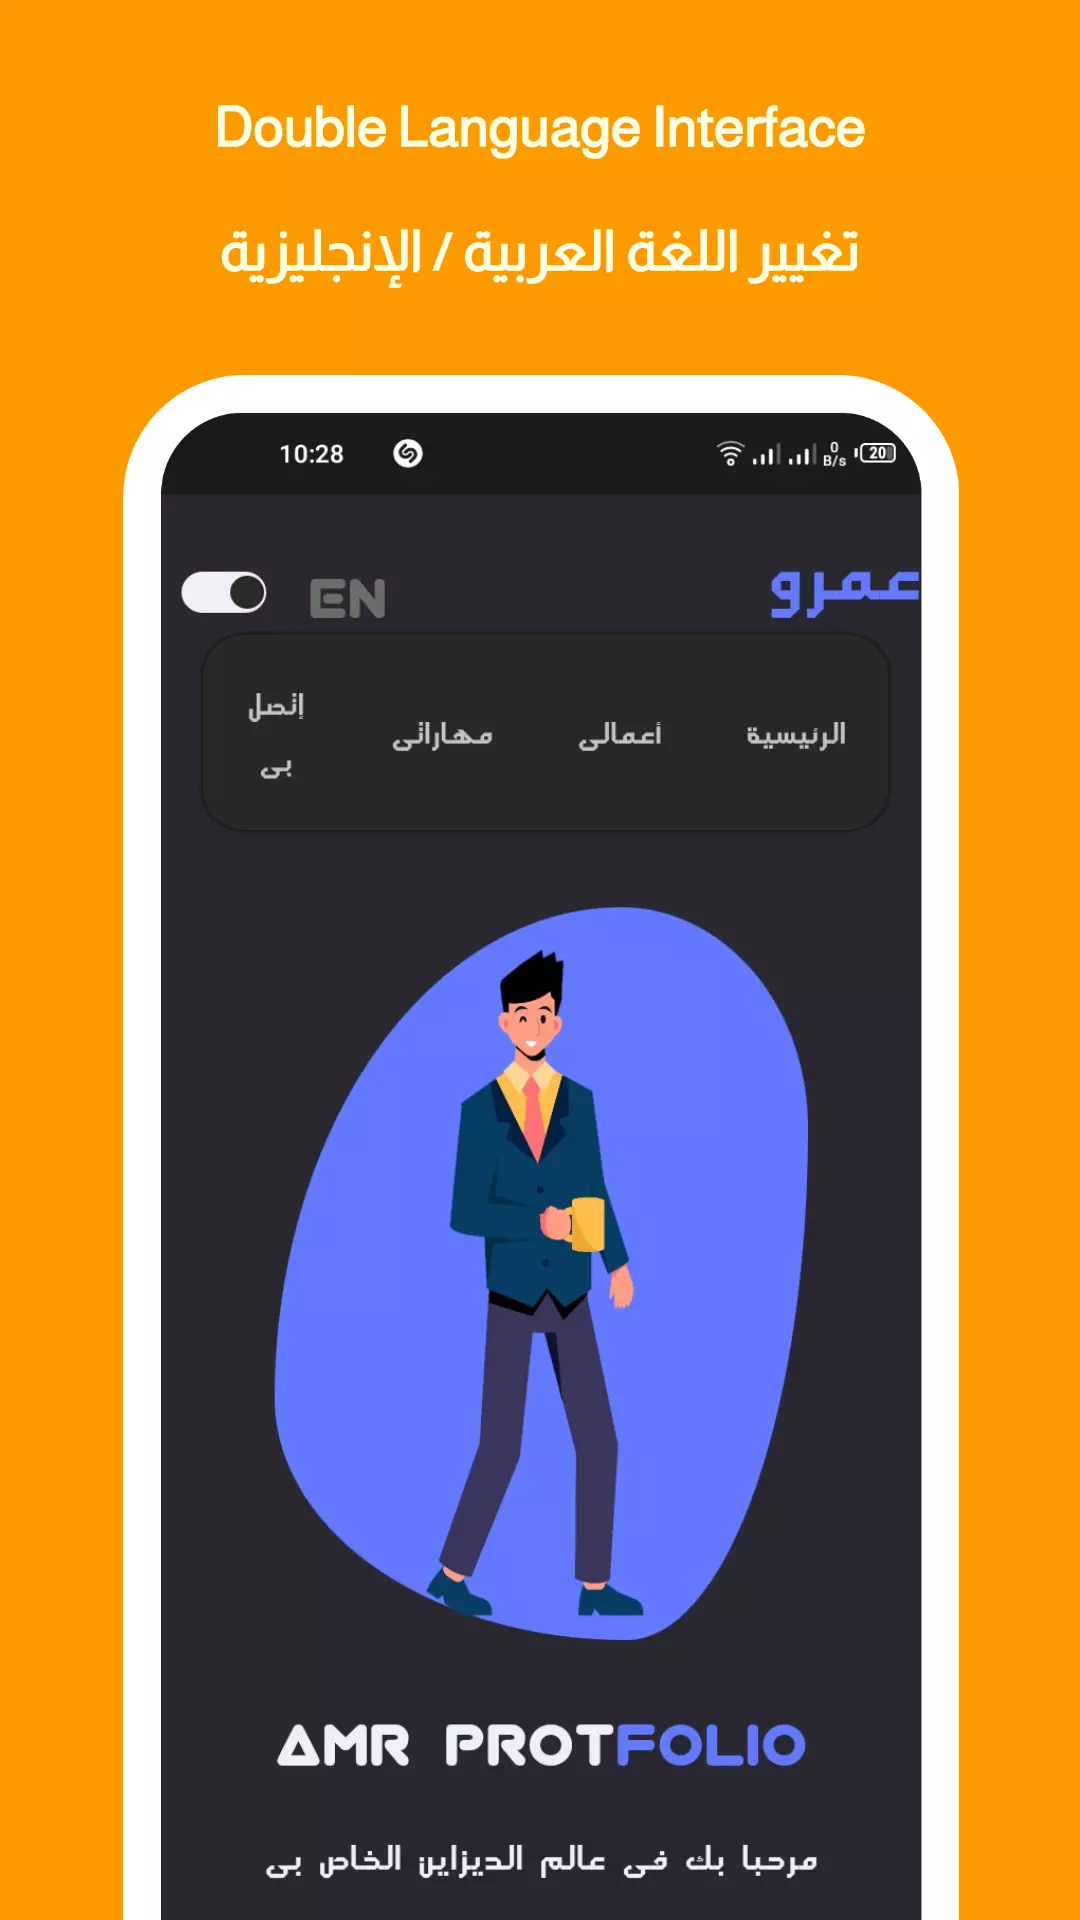 Double Language Interface
تغيير اللغة العربية / الإنجليزية
10:28
0
B/s
20
عمرو
EN
الرئيسية
أعمالى
مهاراتى
إتصل
بى
AMR PROTFOLIO
مرحبا بك فى عالم الديزاين الخاص بى